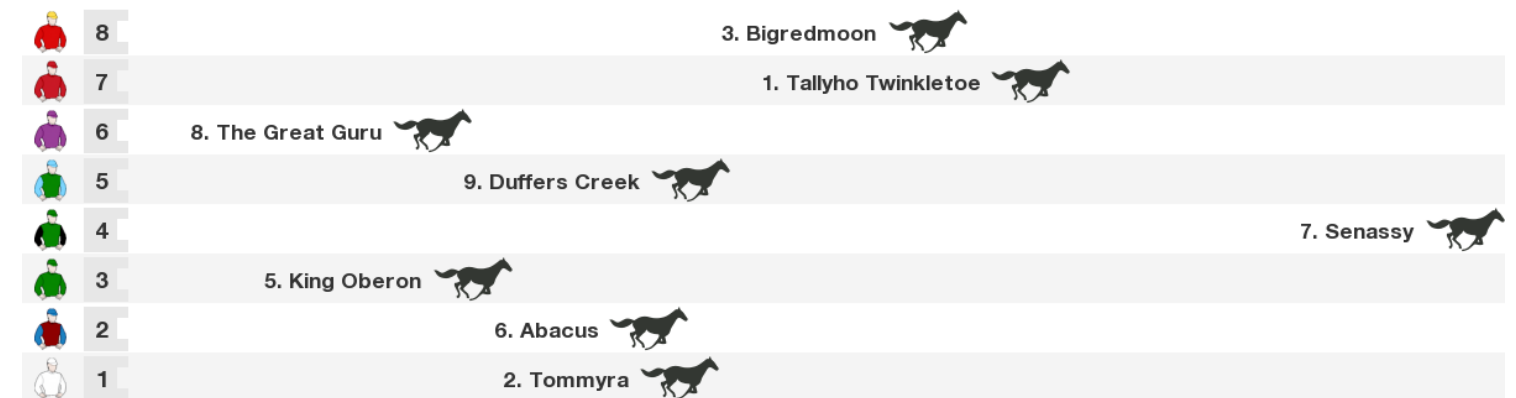 8 3. Bigredmoon
7 1. Tallyho Twinkletoe
6 8. The Great Guru
5 9. Duffers Creek
4 7. Senassy
3 5. King Oberon
2 6. Abacus
1 2. Tommyra